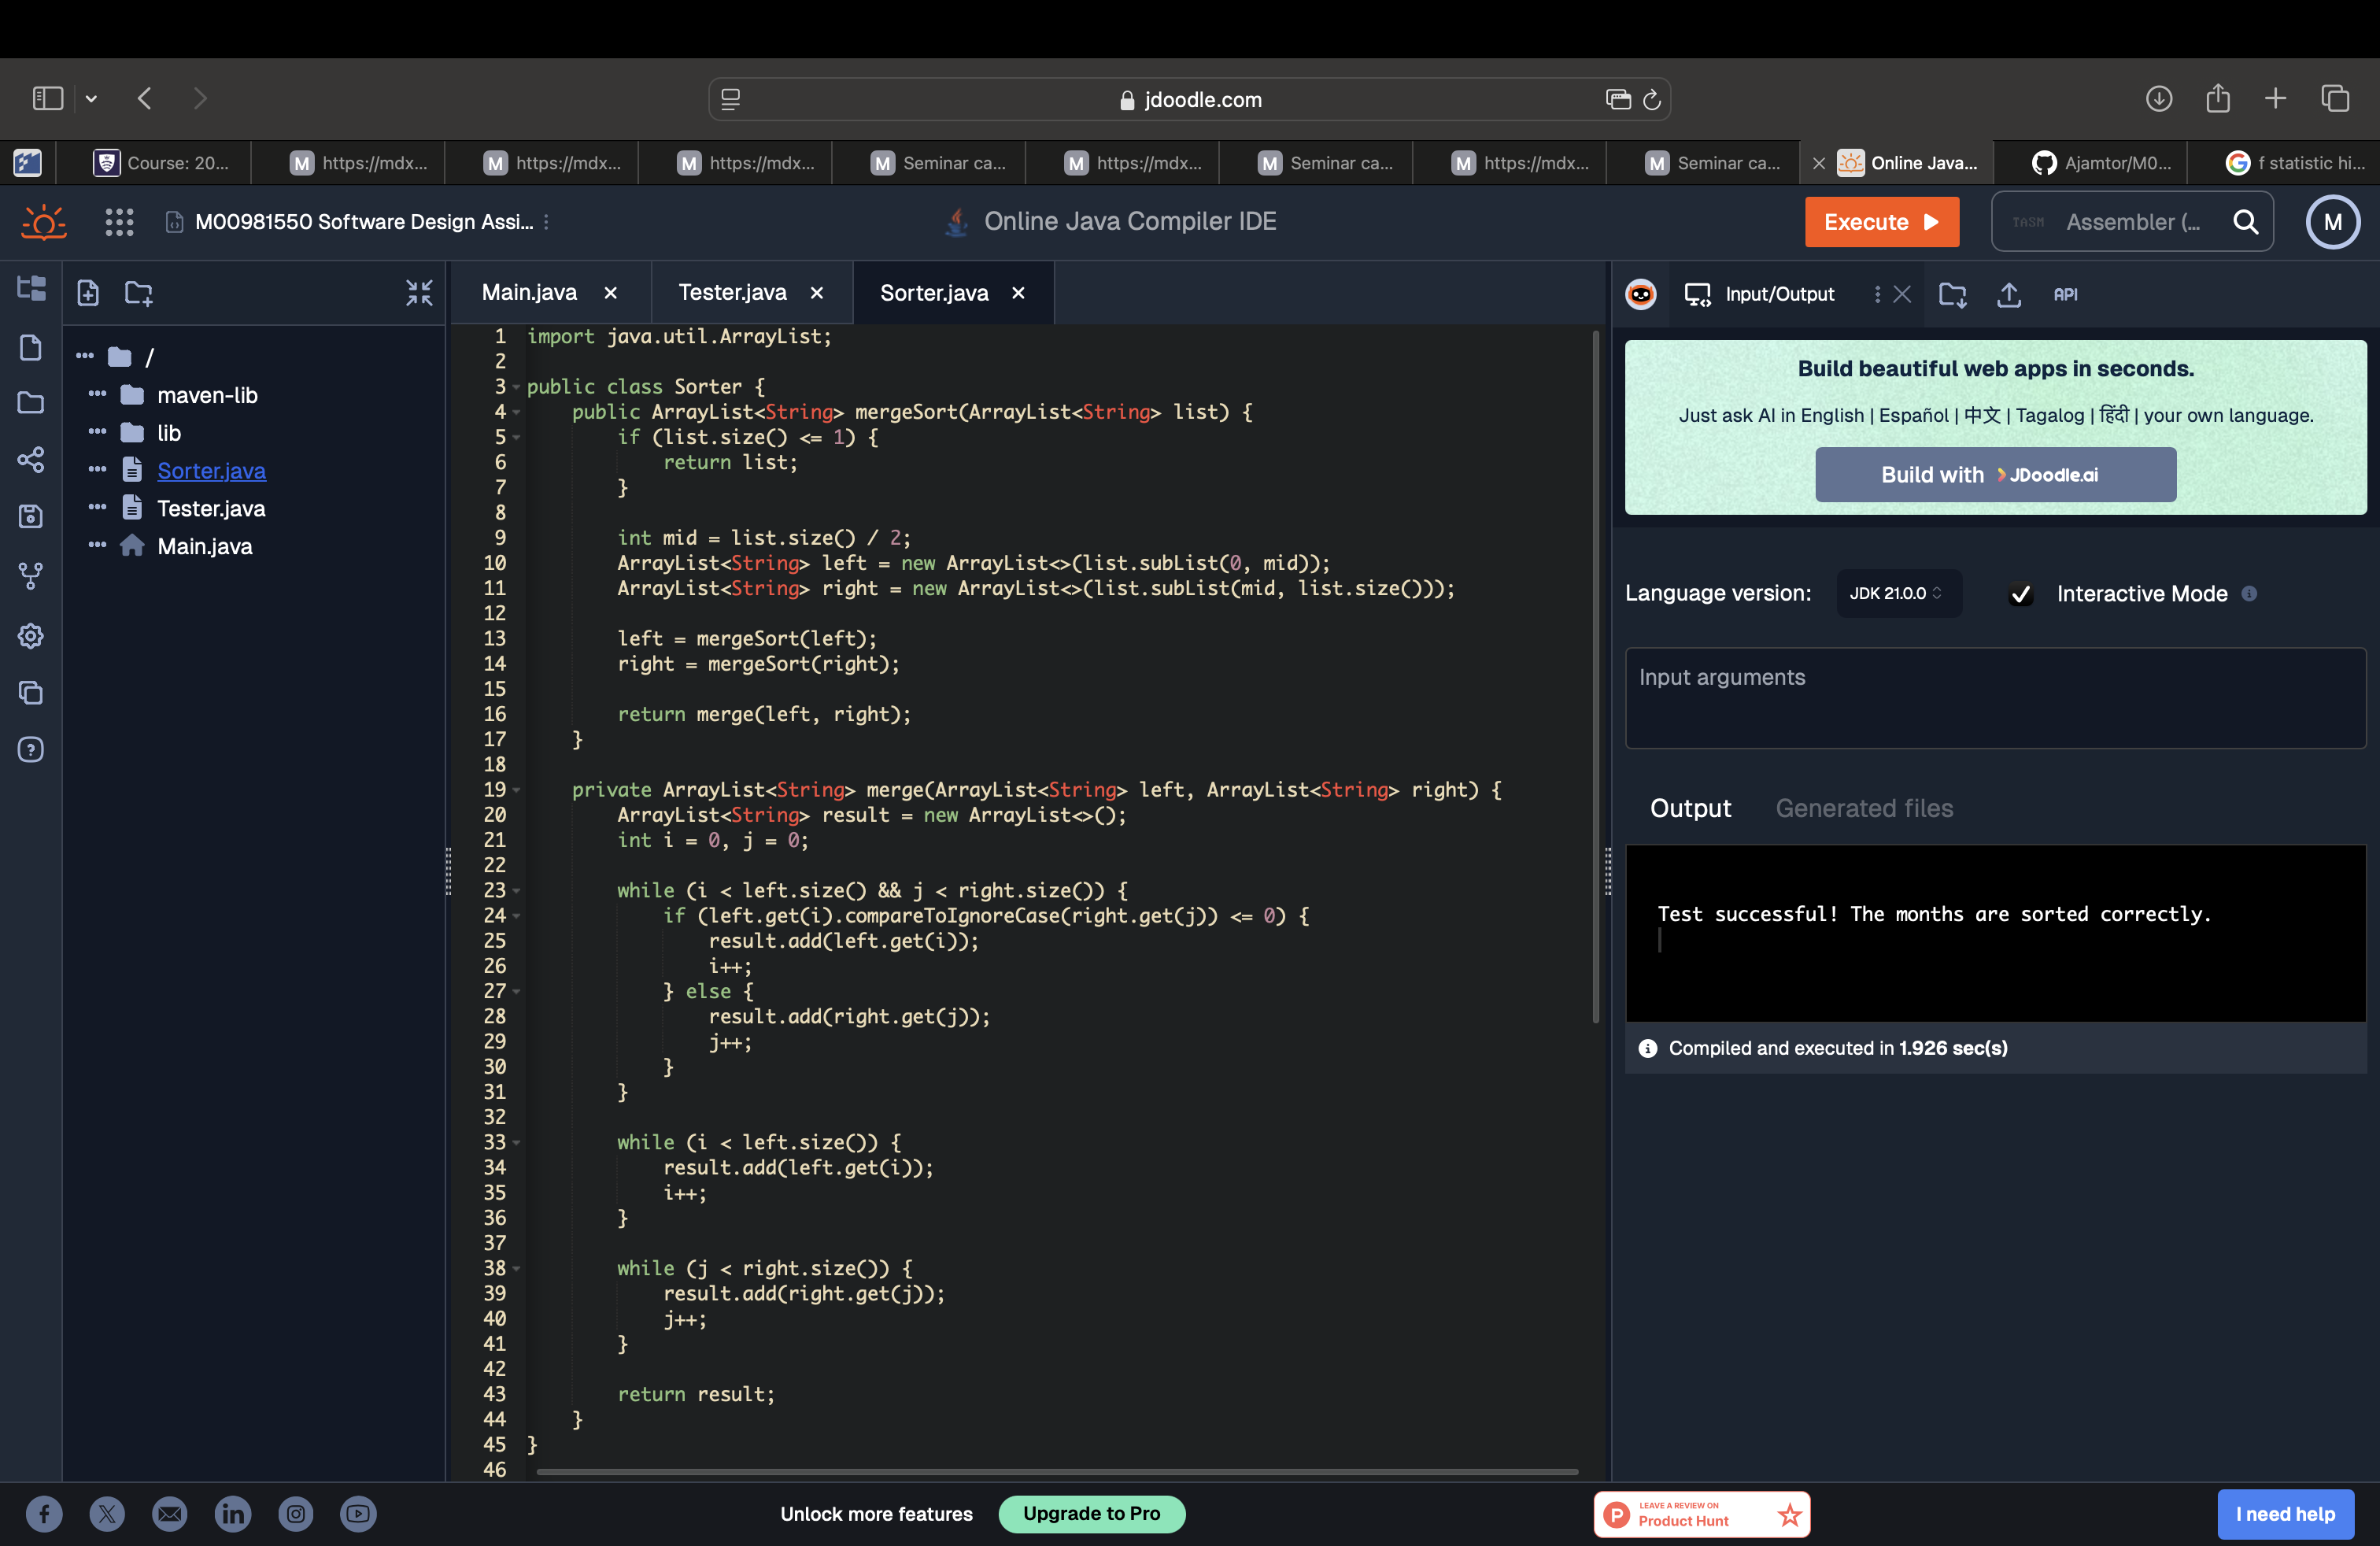 jdoodle.com
Course: 20...
https://mdx...
https://mdx...
https://mdx...
Seminar ca...
https://mdx...
Seminar ca...
https://mdx...
Seminar ca...
Online Java...
Ajamtor/M0...
f statistic hi...
M00981550 Software Design Assi...
Online Java Compiler IDE
Execute
TASM
Assembler (...
M
/
maven-lib
lib
Sorter.java
Tester.java
Main.java
Main.java
Tester.java
Sorter.java
1 import java.util.ArrayList;
2
3 public class Sorter {
4 public ArrayList<String> mergeSort(ArrayList<String> list) {
5 if (list.size() <= 1) {
6 return list;
7 }
8
9 int mid = list.size() / 2;
10 ArrayList<String> left = new ArrayList<>(list.subList(0, mid));
11 ArrayList<String> right = new ArrayList<>(list.subList(mid, list.size()));
12
13 left = mergeSort(left);
14 right = mergeSort(right);
15
16 return merge(left, right);
17 }
18
19 private ArrayList<String> merge(ArrayList<String> left, ArrayList<String> right) {
20 ArrayList<String> result = new ArrayList<>();
21 int i = 0, j = 0;
22
23 while (i < left.size() && j < right.size()) {
24 if (left.get(i).compareToIgnoreCase(right.get(j)) <= 0) {
25 result.add(left.get(i));
26 i++;
27 } else {
28 result.add(right.get(j));
29 j++;
30 }
31 }
32
33 while (i < left.size()) {
34 result.add(left.get(i));
35 i++;
36 }
37
38 while (j < right.size()) {
39 result.add(right.get(j));
40 j++;
41 }
42
43 return result;
44 }
45 }
46
Input/Output
API
Build beautiful web apps in seconds.
Just ask AI in English | Español | 中文 | Tagalog | हिंदी | your own language.
Build with JDoodle.ai
Language version:
JDK 21.0.0
Interactive Mode
Input arguments
Output
Generated files
Test successful! The months are sorted correctly.
Compiled and executed in 1.926 sec(s)
Unlock more features
Upgrade to Pro
P
LEAVE A REVIEW ON
Product Hunt
I need help